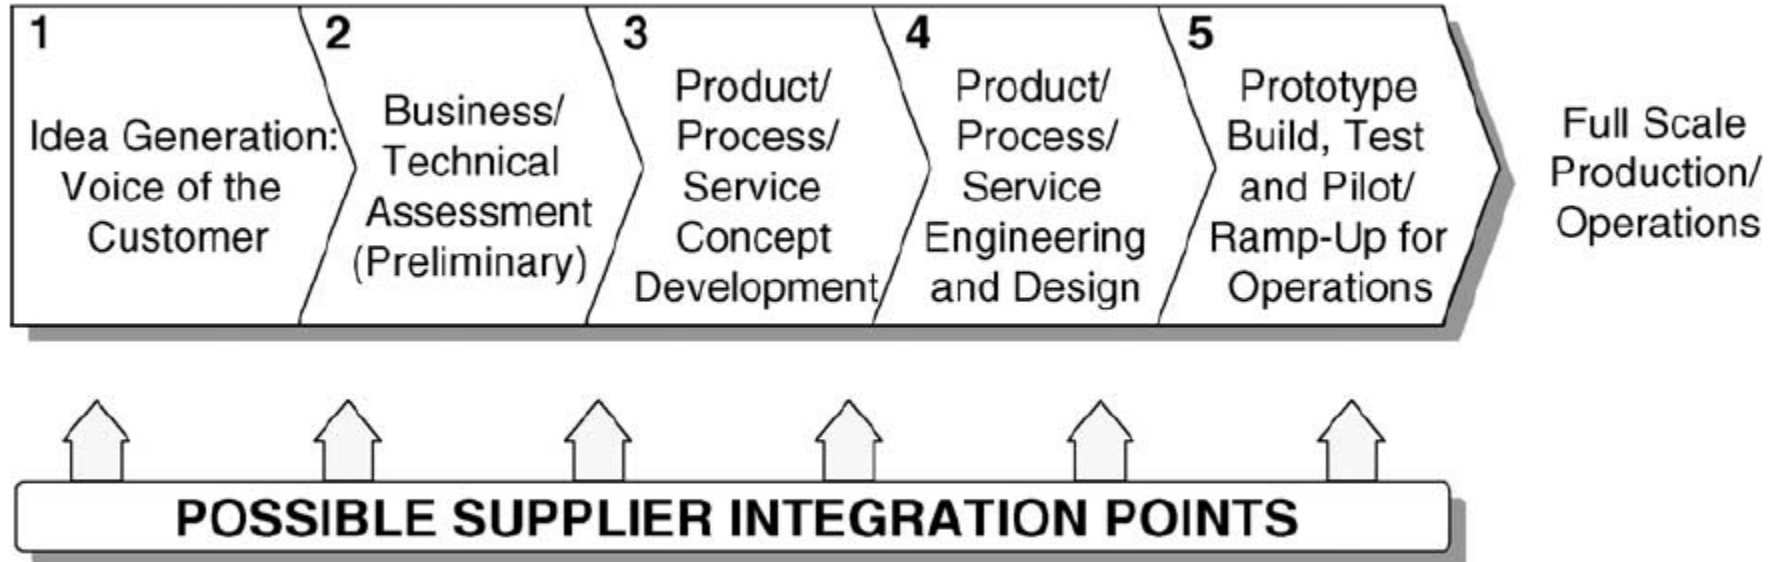 1
Idea Generation:
Voice of the
Customer
2
Business/
Technical
Assessment
(Preliminary)
3
Product/
Process/
Service
Concept
Development
4
Product/
Process/
Service
Engineering
and Design
5
Prototype
Build, Test
and Pilot/
Ramp-Up for
Operations
Full Scale
Production/
Operations
POSSIBLE SUPPLIER INTEGRATION POINTS